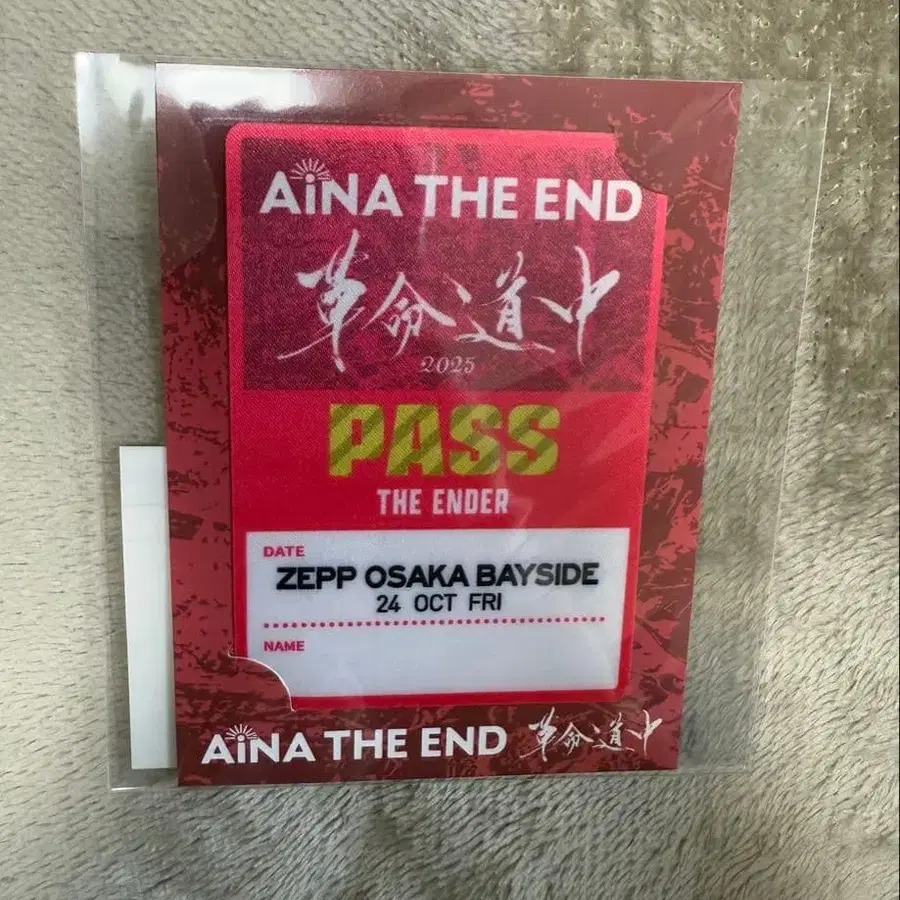 AiNA THE END
革命道中
2025
PASS
THE ENDER
DATE
ZEPP OSAKA BAYSIDE
24 OCT FRI
NAME
AiNA THE END 革命道中